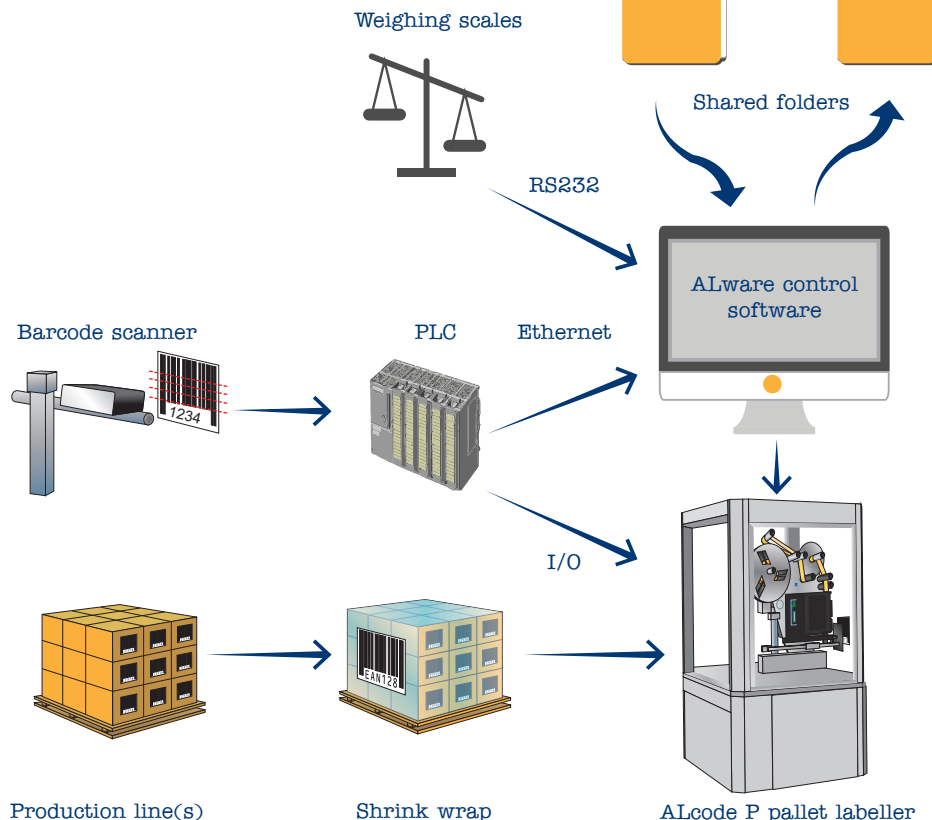 Weighing scales
Shared folders
RS232
ALware control
software
Barcode scanner
PLC
Ethernet
1234
I/O
EAN128
Production line(s)
Shrink wrap
ALcode P pallet labeller